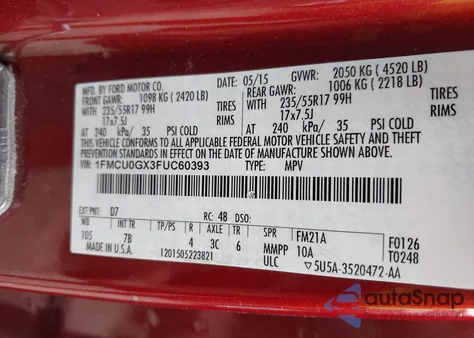 MFD. BY FORD MOTOR CO.
05/15 GVWR: 2050 KG ( 4520 LB)
FRONT GAWR: 1098 KG ( 2420 LB) REAR GAWR: 1006 KG ( 2218 LB)
WITH 235/55R17 99H TIRES WITH 235/55R17 99H TIRES
17x7.5J RIMS 17x7.5J
AT 240 kPa/ 35 PSI COLD AT 240 kPa/ 35 PSI COLD
THIS VEHICLE CONFORMS TO ALL APPLICABLE FEDERAL MOTOR VEHICLE SAFETY AND THEFT PREVENTION STANDARDS IN EFFECT ON THE DATE OF MANUFACTURE SHOWN ABOVE.
VIN: 1FMCU0GX3FUC60393 TYPE: MPV
EXT PNT: D7 RC: 48 DSO:
WB INT TR TP/PS R AXLE TR SPR FM21A F0126
105 7B 4 3C 6 MMPP 10A T0248
MADE IN U.S.A. 1201505223821 ULC ▽5U5A-3520472-AA
autoSnap